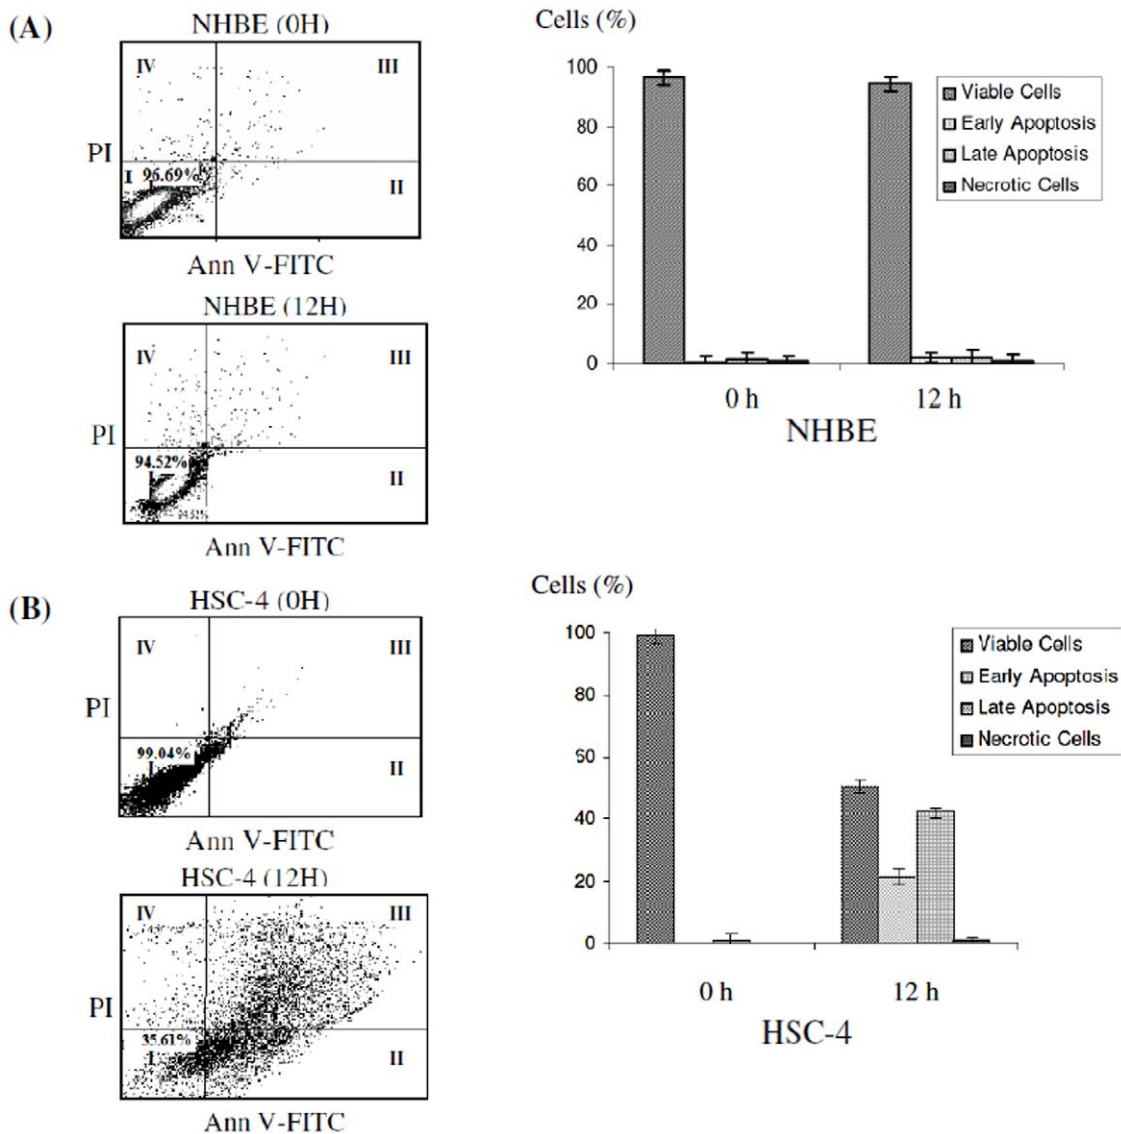 (A)
NHBE (0H)
IV
III
PI
I
96.69%
II
Ann V-FITC
NHBE (12H)
IV
III
PI
94.52%
I
II
94.52%
Ann V-FITC
Cells (%)
100
80
60
40
20
0
0 h
12 h
NHBE
Viable Cells
Early Apoptosis
Late Apoptosis
Necrotic Cells
(B)
HSC-4 (0H)
IV
III
PI
99.04%
I
II
Ann V-FITC
HSC-4 (12H)
IV
III
PI
35.61%
I
II
Ann V-FITC
Cells (%)
100
80
60
40
20
0
0 h
12 h
HSC-4
Viable Cells
Early Apoptosis
Late Apoptosis
Necrotic Cells